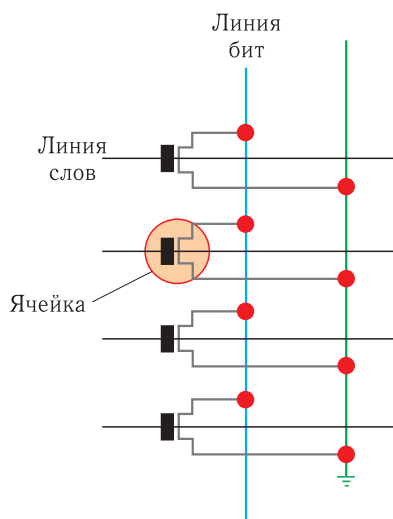 Линия
бит
Линия
слов
Ячейка